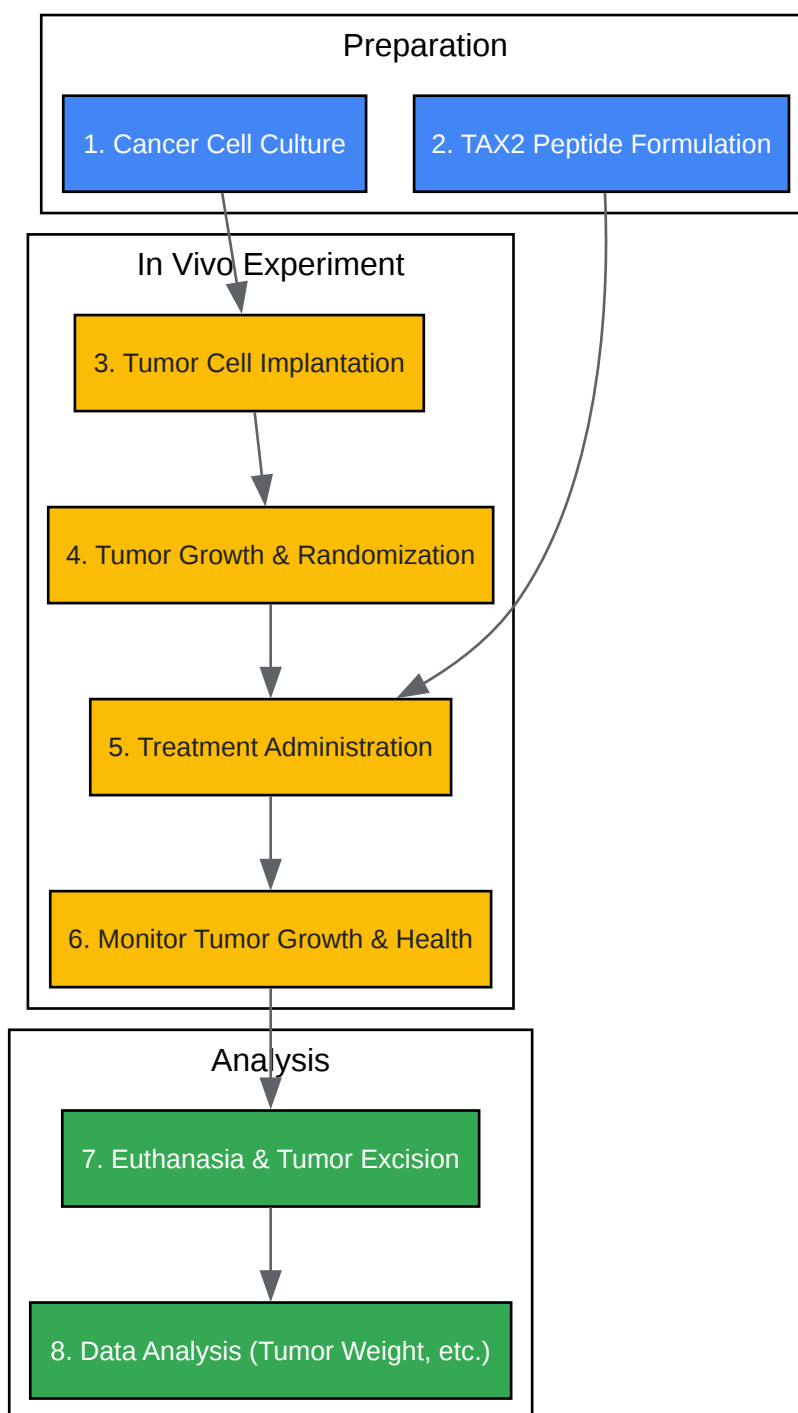 Preparation
1. Cancer Cell Culture
2. TAX2 Peptide Formulation
In Vivo Experiment
3. Tumor Cell Implantation
4. Tumor Growth & Randomization
5. Treatment Administration
6. Monitor Tumor Growth & Health
Analysis
7. Euthanasia & Tumor Excision
8. Data Analysis (Tumor Weight, etc.)